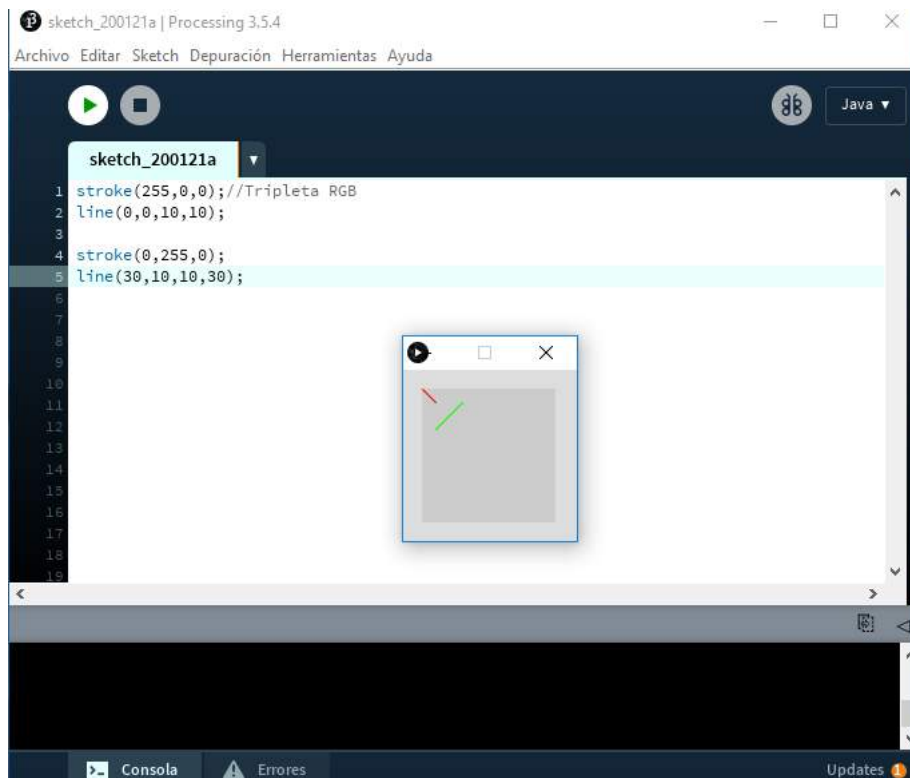 sketch_200121a | Processing 3.5.4
Archivo Editar Sketch Depuración Herramientas Ayuda
Java
sketch_200121a
1 stroke(255,0,0);//Tripleta RGB
2 line(0,0,10,10);
3
4 stroke(0,255,0);
5 line(30,10,10,30);
6
7
8
9
10
11
12
13
14
15
16
17
18
19
Consola
Errores
Updates 1